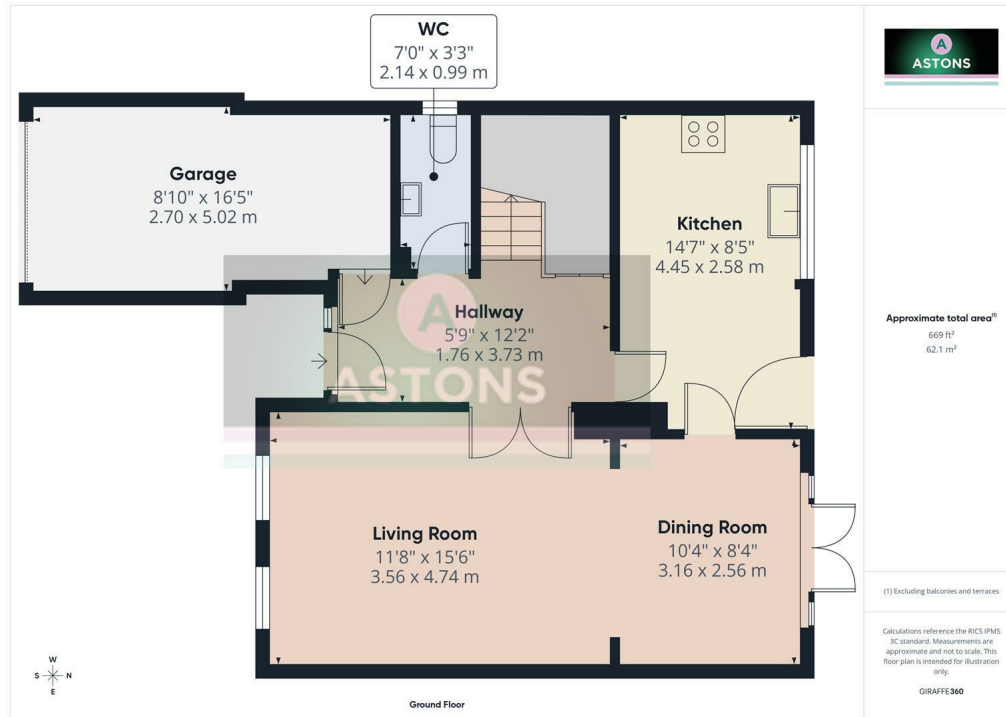 WC
7'0" x 3'3"
2.14 x 0.99 m
Garage
8'10" x 16'5"
2.70 x 5.02 m
Kitchen
14'7" x 8'5"
4.45 x 2.58 m
Hallway
5'9" x 12'2"
1.76 x 3.73 m
A
ASTONS
Living Room
11'8" x 15'6"
3.56 x 4.74 m
Dining Room
10'4" x 8'4"
3.16 x 2.56 m
W
S N
E
Ground Floor
A
ASTONS
Approximate total area(1)
669 ft²
62.1 m²
(1) Excluding balconies and terraces
Calculations reference the RICS IPMS
3C standard. Measurements are
approximate and not to scale. This
floor plan is intended for illustration
only.
GIRAFFE360